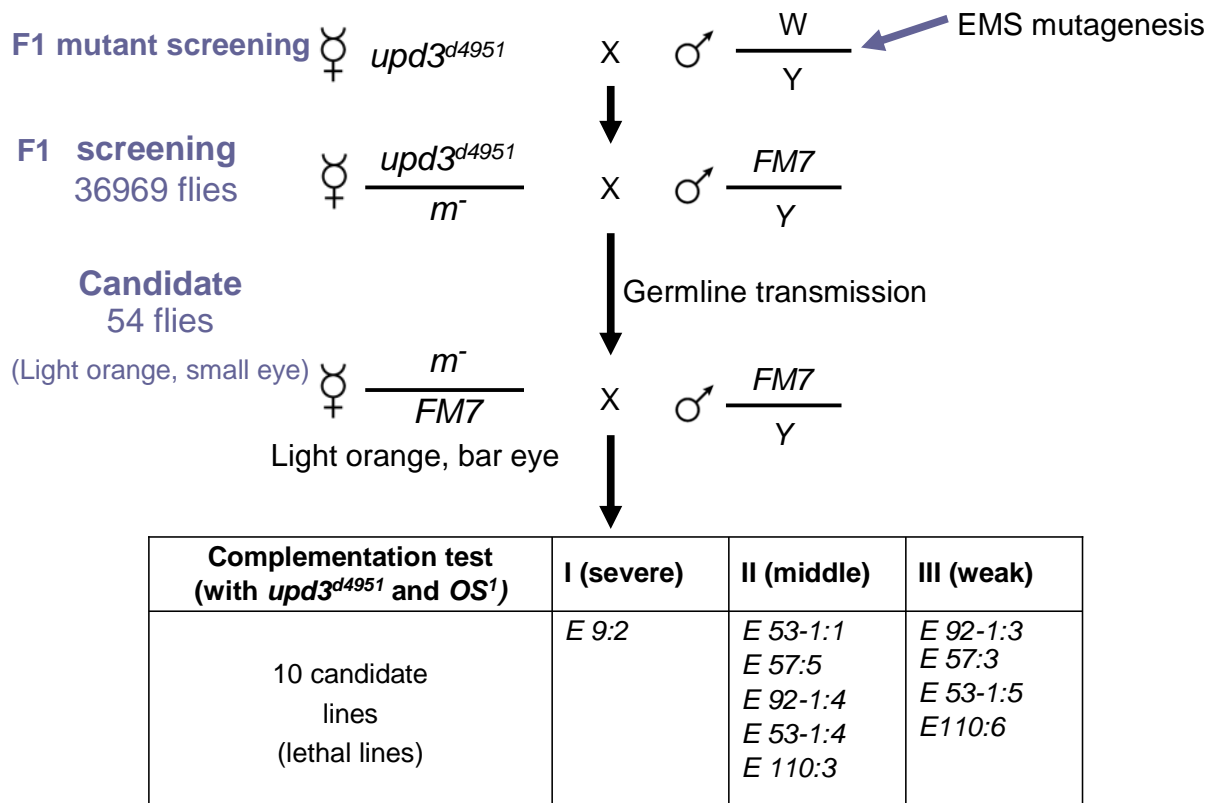 F1 mutant screening
upd3d4951
X
W
Y
EMS mutagenesis
F1 screening
36969 flies
upd3d4951
m-
X
FM7
Y
Candidate
54 flies
(Light orange, small eye)
Germline transmission
m-
FM7
X
FM7
Y
Light orange, bar eye
Complementation test
(with upd3d4951 and OS1)
I (severe)
II (middle)
III (weak)
10 candidate
lines
(lethal lines)
E 9:2
E 53-1:1
E 57:5
E 92-1:4
E 53-1:4
E 110:3
E 92-1:3
E 57:3
E 53-1:5
E110:6